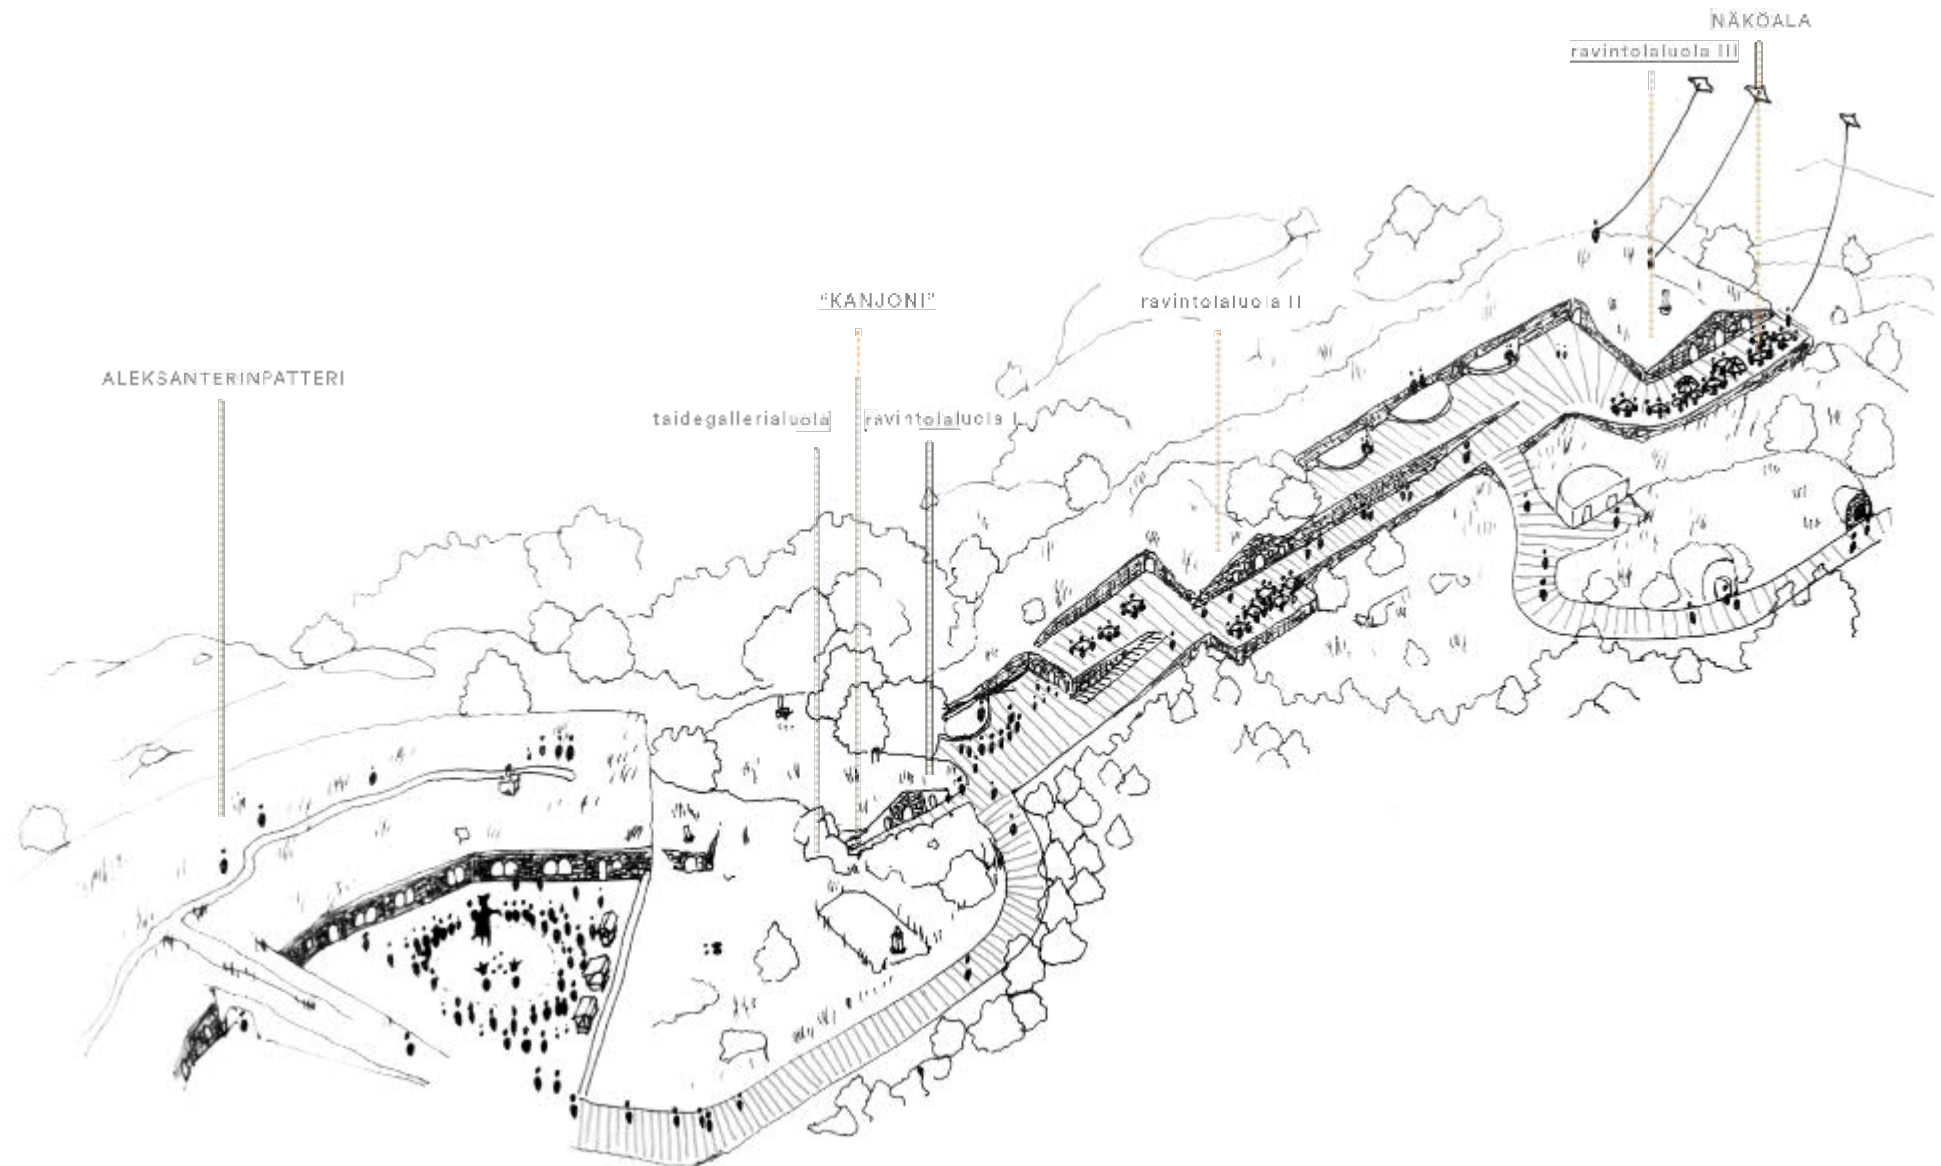 NÄKÖALA
ravintolaluola III
"KANJONI"
ravintolaluola II
ALEKSANTERINPATTERI
taidegallerialuola
ravintolaluola I